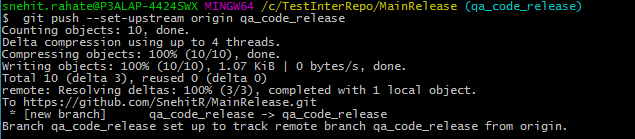 snehit.rahate@P3ALAP-4424SWX MINGW64 /c/TestInterRepo/MainRelease (qa_code_release)
$ git push --set-upstream origin qa_code_release
Counting objects: 10, done.
Delta compression using up to 4 threads.
Compressing objects: 100% (10/10), done.
Writing objects: 100% (10/10), 1.07 KiB | 0 bytes/s, done.
Total 10 (delta 3), reused 0 (delta 0)
remote: Resolving deltas: 100% (3/3), completed with 1 local object.
To https://github.com/SnehitR/MainRelease.git
 * [new branch]      qa_code_release -> qa_code_release
Branch qa_code_release set up to track remote branch qa_code_release from origin.